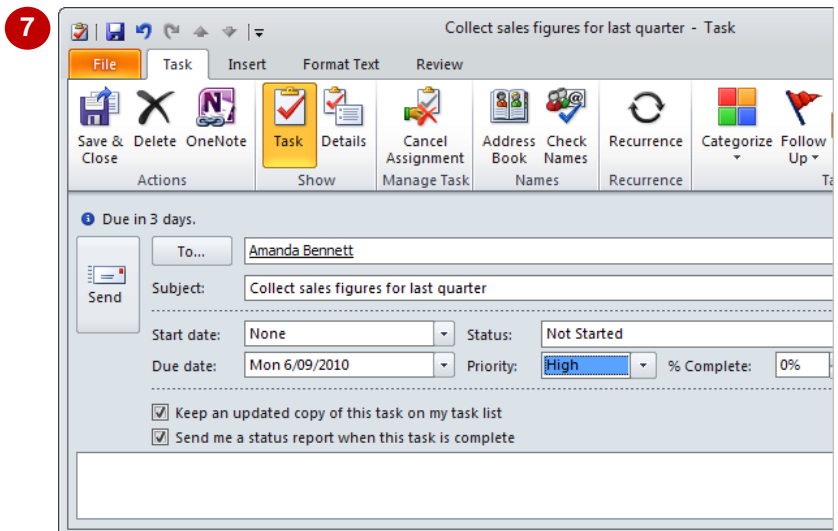 7
Collect sales figures for last quarter - Task
File Task Insert Format Text Review
Save & Close Delete OneNote Task Details Cancel Assignment Address Book Check Names Recurrence Categorize Follow Up
Actions Show Manage Task Names Recurrence Ta
Due in 3 days.
To... Amanda Bennett
Send
Subject: Collect sales figures for last quarter
Start date: None Status: Not Started
Due date: Mon 6/09/2010 Priority: High % Complete: 0%
Keep an updated copy of this task on my task list
Send me a status report when this task is complete